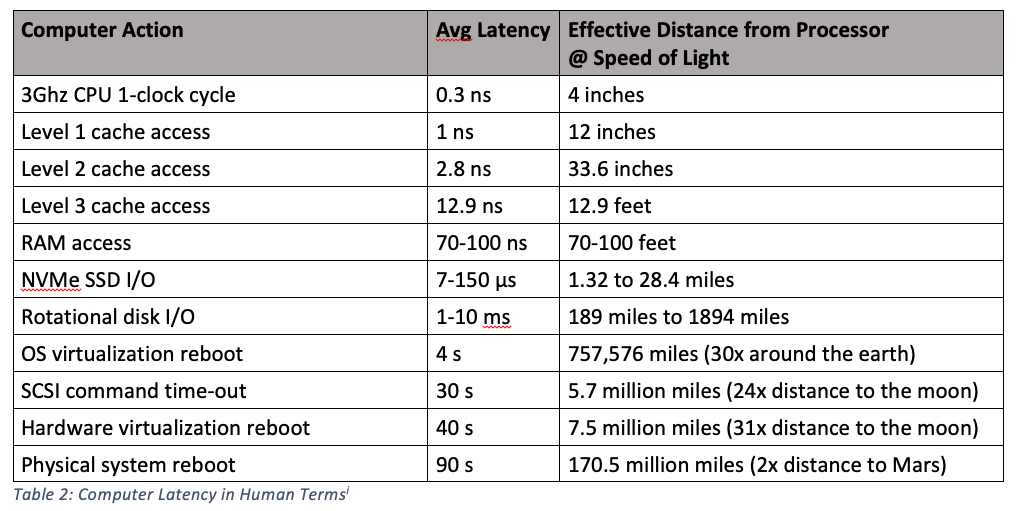 Computer Action Avg Latency Effective Distance from Processor
@ Speed of Light
3Ghz CPU 1-clock cycle 0.3 ns 4 inches
Level 1 cache access 1 ns 12 inches
Level 2 cache access 2.8 ns 33.6 inches
Level 3 cache access 12.9 ns 12.9 feet
RAM access 70-100 ns 70-100 feet
NVMe SSD I/O 7-150 μs 1.32 to 28.4 miles
Rotational disk I/O 1-10 ms 189 miles to 1894 miles
OS virtualization reboot 4 s 757,576 miles (30x around the earth)
SCSI command time-out 30 s 5.7 million miles (24x distance to the moon)
Hardware virtualization reboot 40 s 7.5 million miles (31x distance to the moon)
Physical system reboot 90 s 170.5 million miles (2x distance to Mars)
Table 2: Computer Latency in Human Terms i